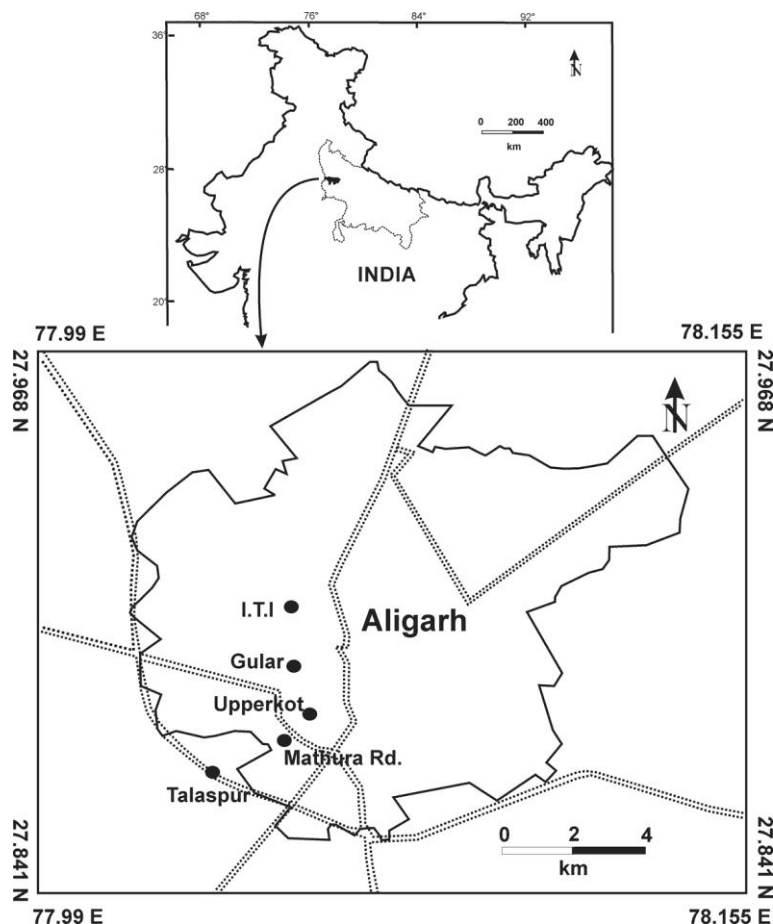 68°
76°
84°
92°
36°
N
0 200 400
km
28°
INDIA
20°
77.99 E
78.155 E
27.968 N
27.968 N
N
I.T.I
Aligarh
Gular
Upperkot
Mathura Rd.
Talaspur
0 2 4
km
27.841 N
27.841 N
77.99 E
78.155 E